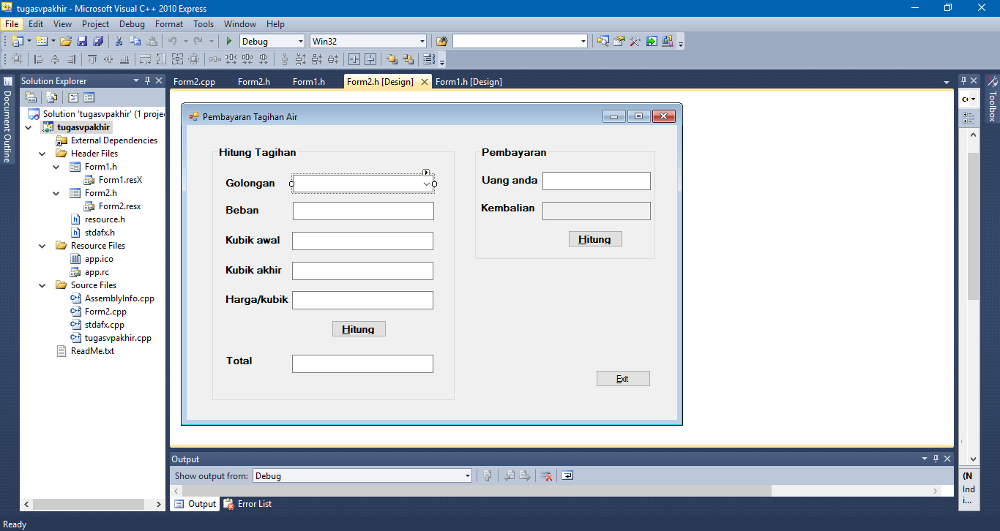 tugasvpakhir - Microsoft Visual C++ 2010 Express
File Edit View Project Debug Format Tools Window Help
Debug Win32
Solution Explorer
Form2.cpp Form2.h Form1.h Form2.h [Design] Form1.h [Design]
Document Outline
Toolbox
Solution 'tugasvpakhir' (1 proje
tugasvpakhir
External Dependencies
Header Files
Form1.h
Form1.resX
Form2.h
Form2.resx
resource.h
stdafx.h
Resource Files
app.ico
app.rc
Source Files
AssemblyInfo.cpp
Form2.cpp
stdafx.cpp
tugasvpakhir.cpp
ReadMe.txt
Pembayaran Tagihan Air
Hitung Tagihan
Golongan
Beban
Kubik awal
Kubik akhir
Harga/kubik
Hitung
Total
Pembayaran
Uang anda
Kembalian
Hitung
Exit
Output
Show output from: Debug
Output Error List
(N
Ind
i...
Ready